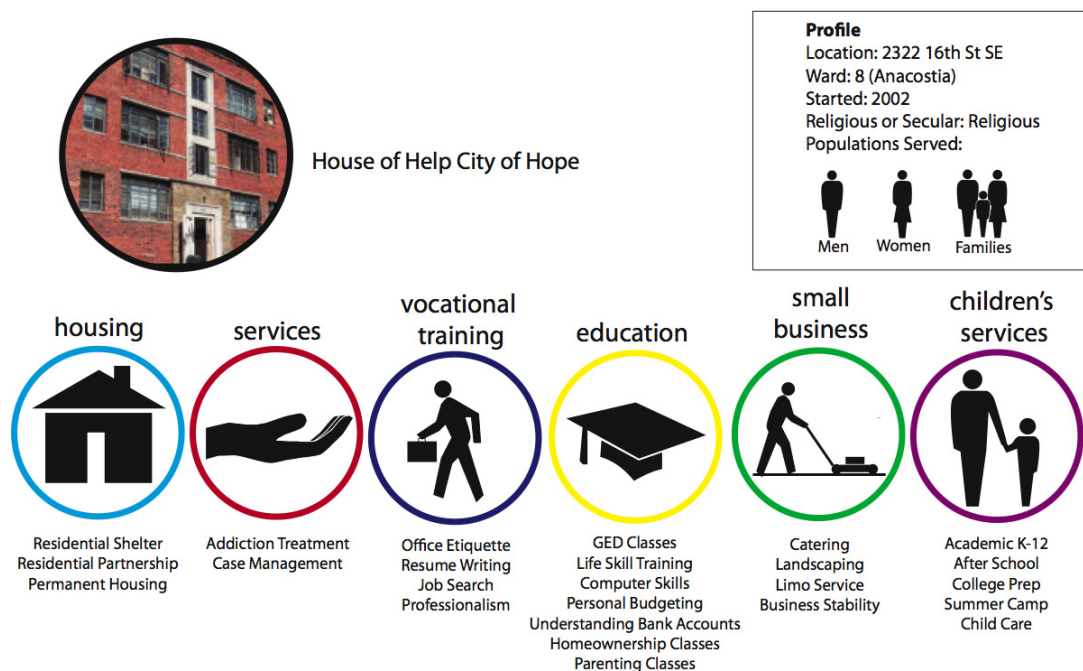 House of Help City of Hope
Profile
Location: 2322 16th St SE
Ward: 8 (Anacostia)
Started: 2002
Religious or Secular: Religious
Populations Served:
Men
Women
Families
housing
Residential Shelter
Residential Partnership
Permanent Housing
services
Addiction Treatment
Case Management
vocational
training
Office Etiquette
Resume Writing
Job Search
Professionalism
education
GED Classes
Life Skill Training
Computer Skills
Personal Budgeting
Understanding Bank Accounts
Homeownership Classes
Parenting Classes
small
business
Catering
Landscaping
Limo Service
Business Stability
children's
services
Academic K-12
After School
College Prep
Summer Camp
Child Care